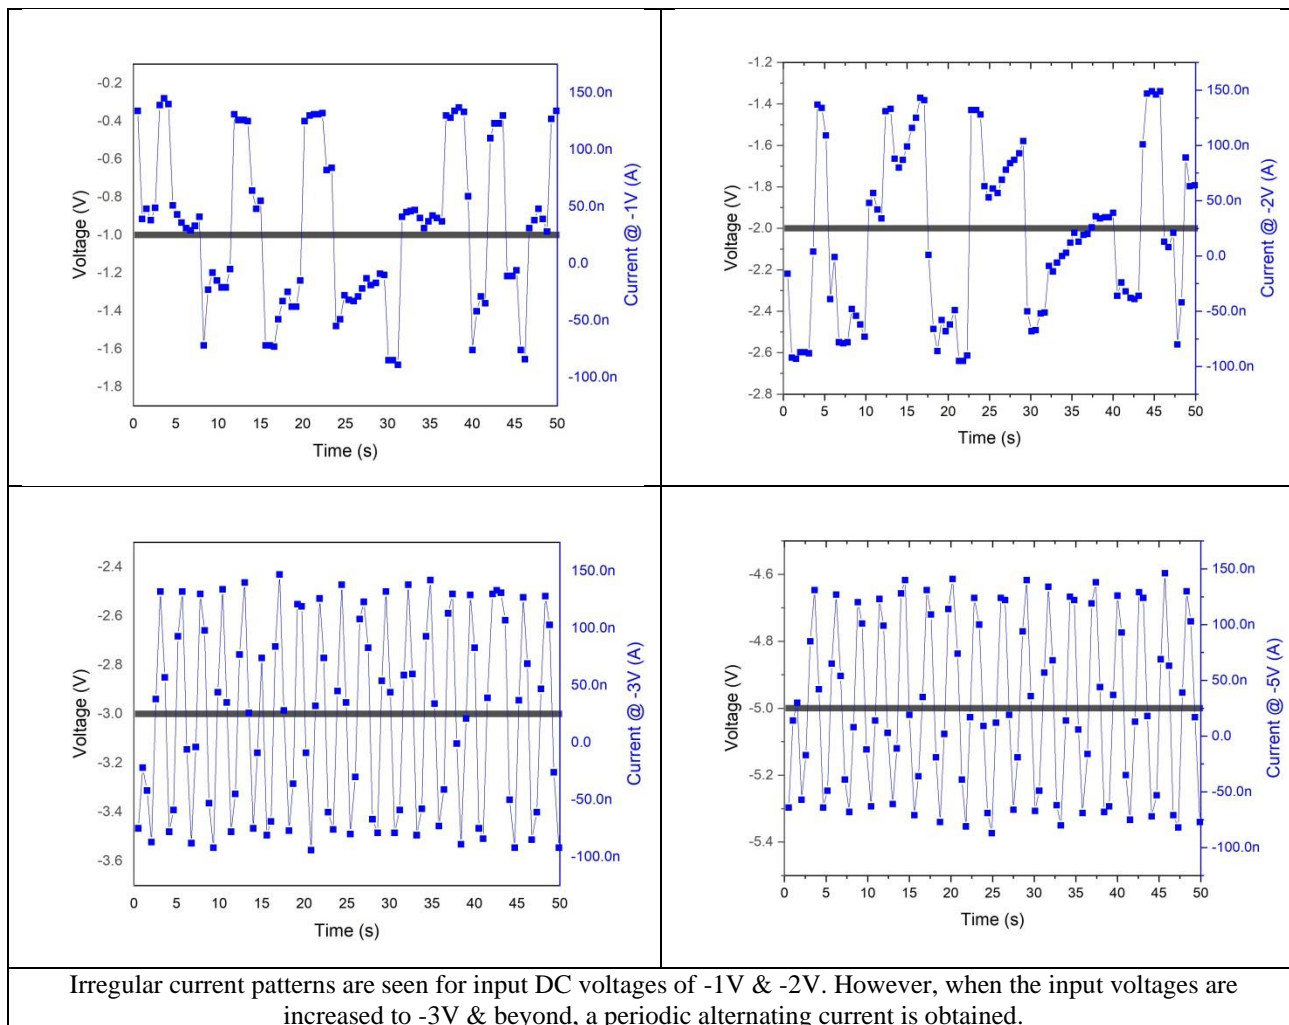 -0.2
-0.4
-0.6
-0.8
-1.0
-1.2
-1.4
-1.6
-1.8
Voltage (V)
150.0n
100.0n
50.0n
0.0
-50.0n
-100.0n
Current @ -1V (A)
0 5 10 15 20 25 30 35 40 45 50
Time (s)
-1.2
-1.4
-1.6
-1.8
-2.0
-2.2
-2.4
-2.6
-2.8
Voltage (V)
150.0n
100.0n
50.0n
0.0
-50.0n
-100.0n
Current @ -2V (A)
0 5 10 15 20 25 30 35 40 45 50
Time (s)
-2.4
-2.6
-2.8
-3.0
-3.2
-3.4
-3.6
Voltage (V)
150.0n
100.0n
50.0n
0.0
-50.0n
-100.0n
Current @ -3V (A)
0 5 10 15 20 25 30 35 40 45 50
Time (s)
-4.6
-4.8
-5.0
-5.2
-5.4
Voltage (V)
150.0n
100.0n
50.0n
0.0
-50.0n
-100.0n
Current @ -5V (A)
0 5 10 15 20 25 30 35 40 45 50
Time (s)
Irregular current patterns are seen for input DC voltages of -1V & -2V. However, when the input voltages are
increased to -3V & beyond, a periodic alternating current is obtained.